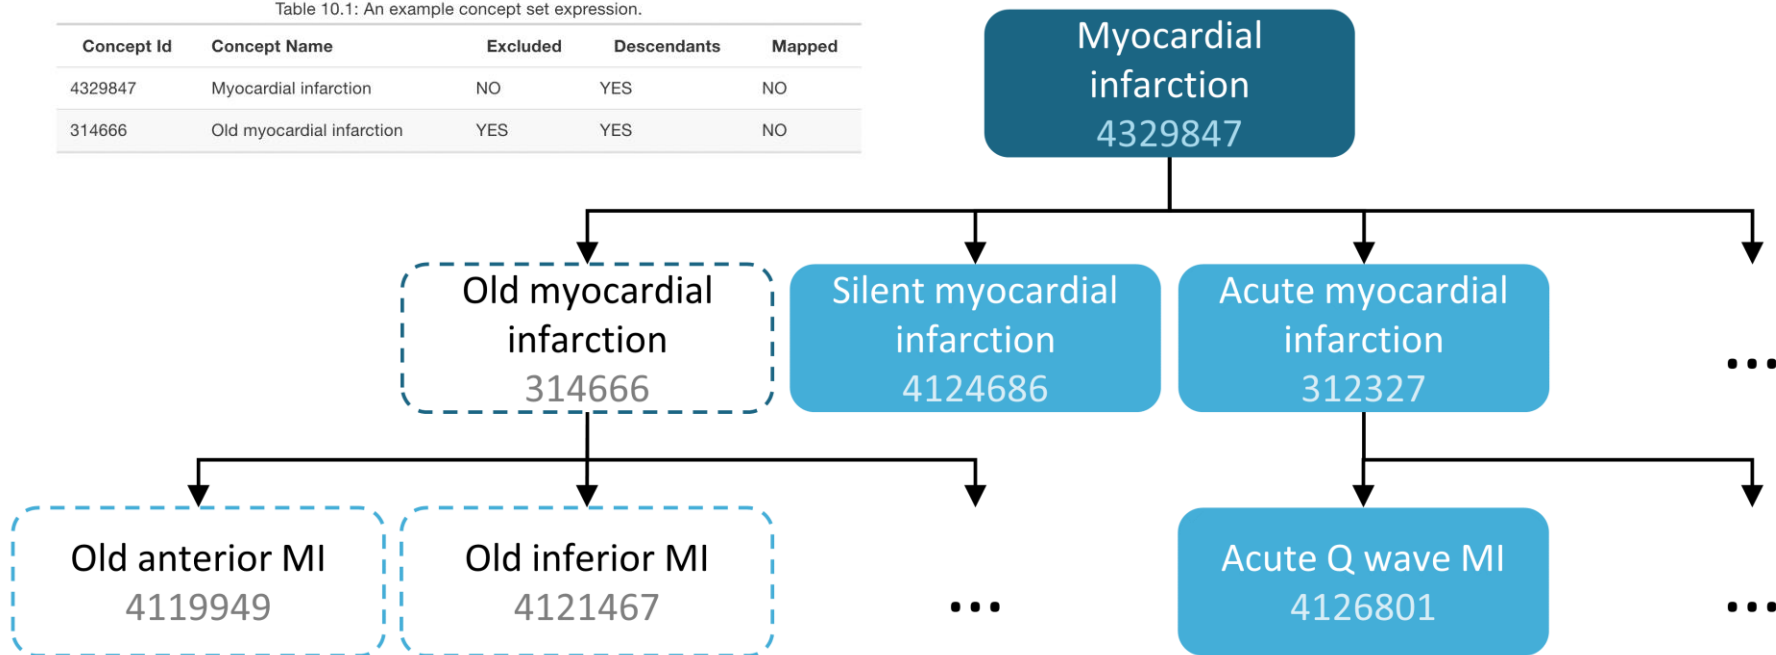 Table 10.1: An example concept set expression.
Concept Id Concept Name Excluded Descendants Mapped
4329847 Myocardial infarction NO YES NO
314666 Old myocardial infarction YES YES NO
Myocardial
infarction
4329847
Old myocardial
infarction
314666
Silent myocardial
infarction
4124686
Acute myocardial
infarction
312327
...
Old anterior MI
4119949
Old inferior MI
4121467
...
Acute Q wave MI
4126801
...